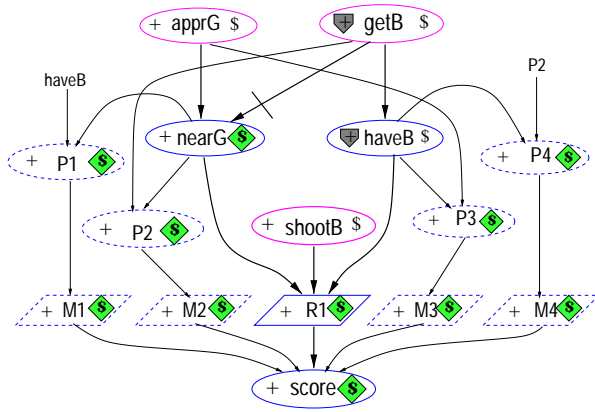 + apprG $
+ getB $
haveB
P2
+ nearG $
+ haveB $
+ P1 $
+ P4 $
+ P2 $
+ shootB $
+ P3 $
+ M1 $
+ M2 $
+ R1 $
+ M3 $
+ M4 $
+ score $